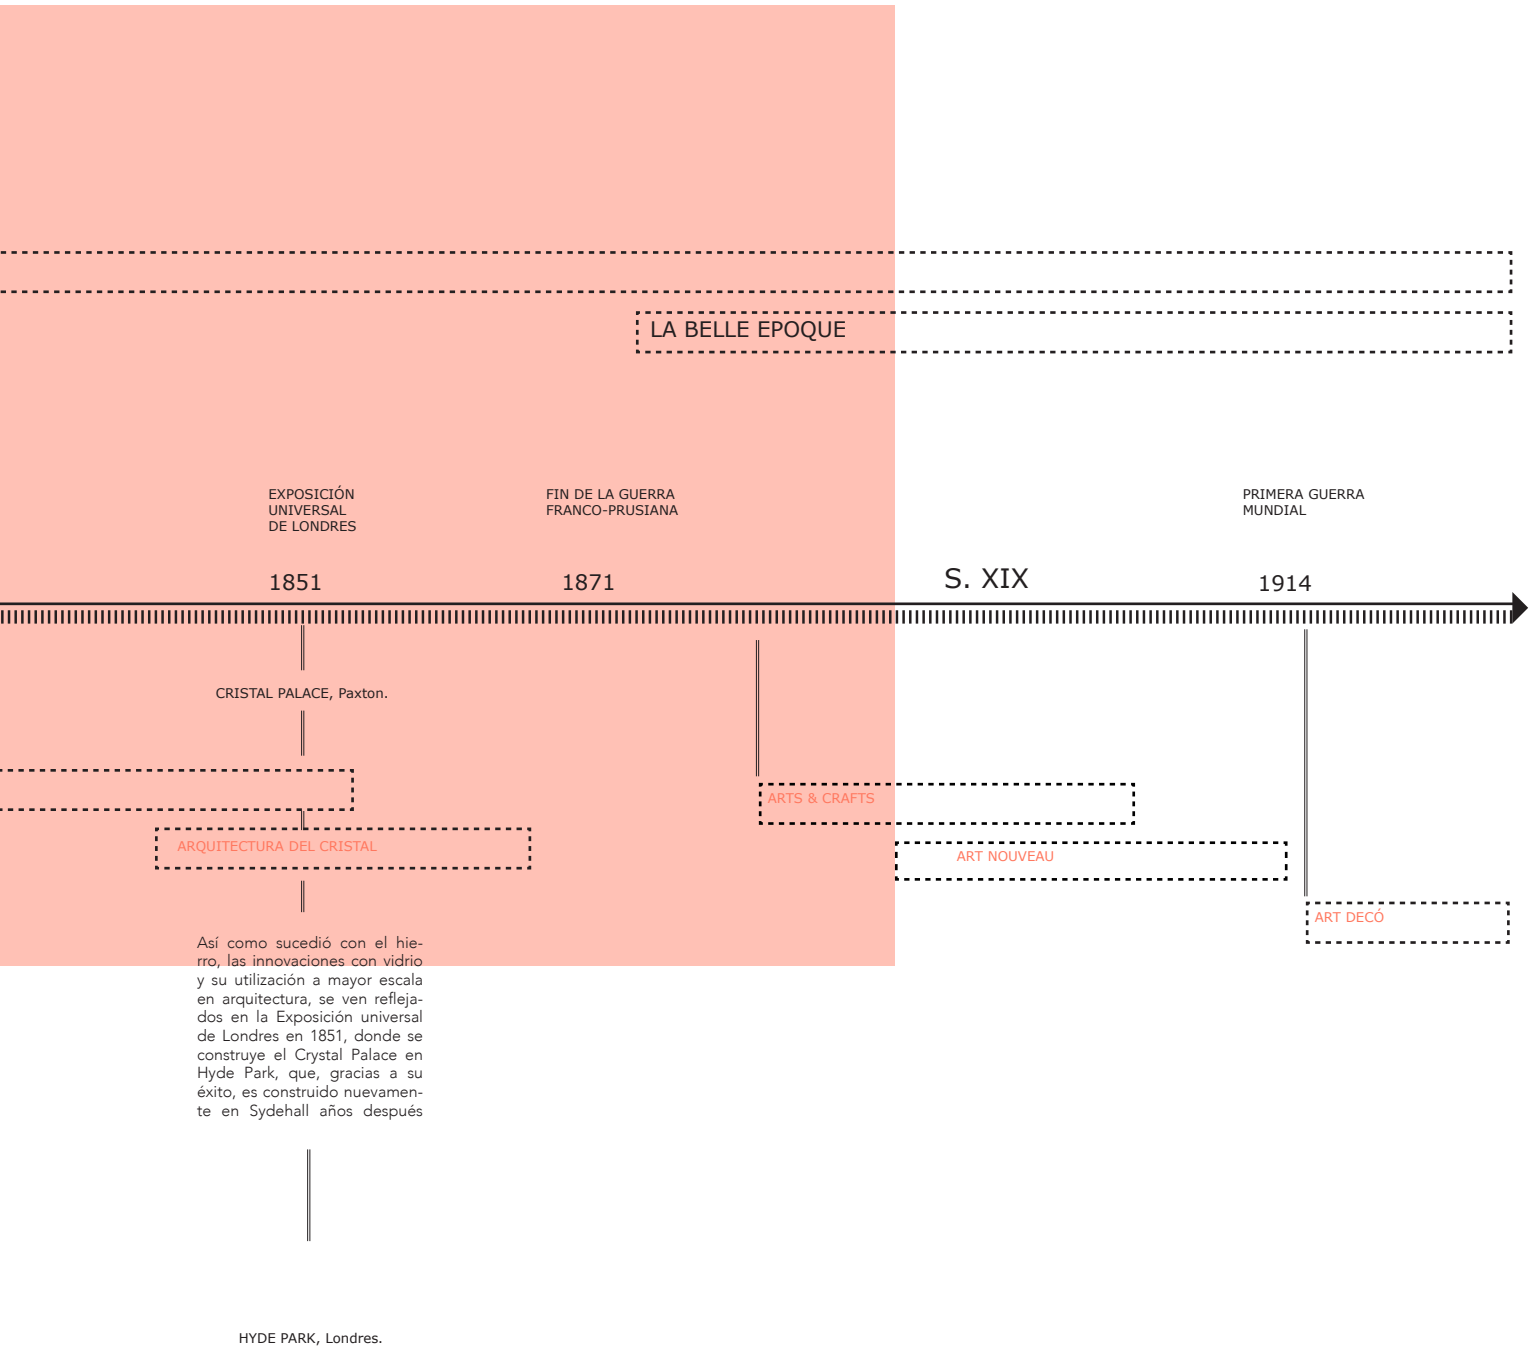 LA BELLE EPOQUE
EXPOSICIÓN
UNIVERSAL
DE LONDRES
FIN DE LA GUERRA
FRANCO-PRUSIANA
PRIMERA GUERRA
MUNDIAL
1851
1871
S. XIX
1914
CRISTAL PALACE, Paxton.
ARTS & CRAFTS
ARQUITECTURA DEL CRISTAL
ART NOUVEAU
ART DECÓ
Así como sucedió con el hie-
rro, las innovaciones con vidrio
y su utilización a mayor escala
en arquitectura, se ven refleja-
dos en la Exposición universal
de Londres en 1851, donde se
construye el Crystal Palace en
Hyde Park, que, gracias a su
éxito, es construido nuevamen-
te en Sydehall años después
HYDE PARK, Londres.